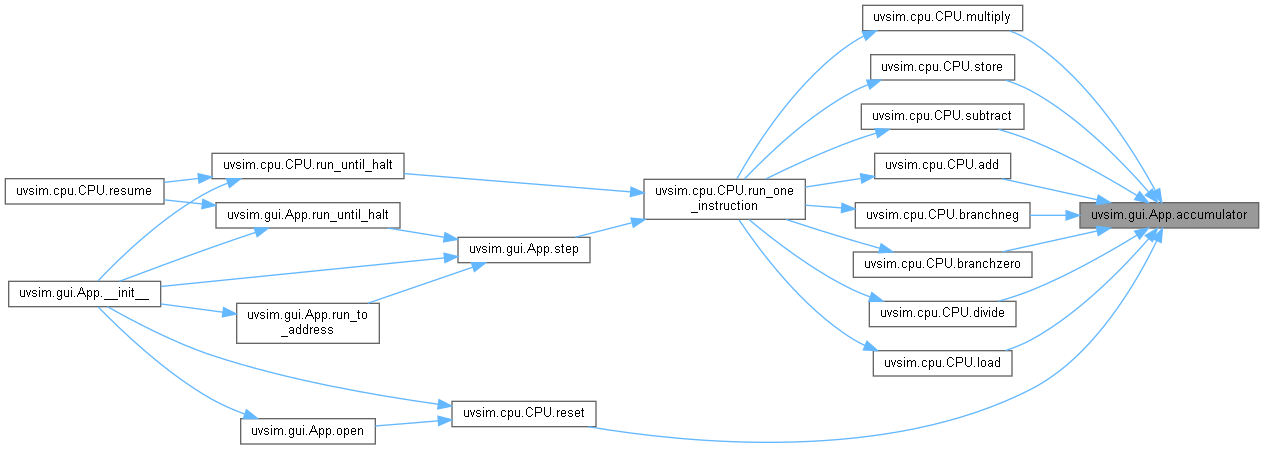 uvsim.cpu.CPU.multiply
uvsim.cpu.CPU.store
uvsim.cpu.CPU.subtract
uvsim.cpu.CPU.run_until_halt
uvsim.cpu.CPU.add
uvsim.cpu.CPU.resume
uvsim.cpu.CPU.run_one
_instruction
uvsim.gui.App.run_until_halt
uvsim.cpu.CPU.branchneg
uvsim.gui.App.accumulator
uvsim.gui.App.step
uvsim.cpu.CPU.branchzero
uvsim.gui.App.__init__
uvsim.gui.App.run_to
_address
uvsim.cpu.CPU.divide
uvsim.cpu.CPU.load
uvsim.cpu.CPU.reset
uvsim.gui.App.open